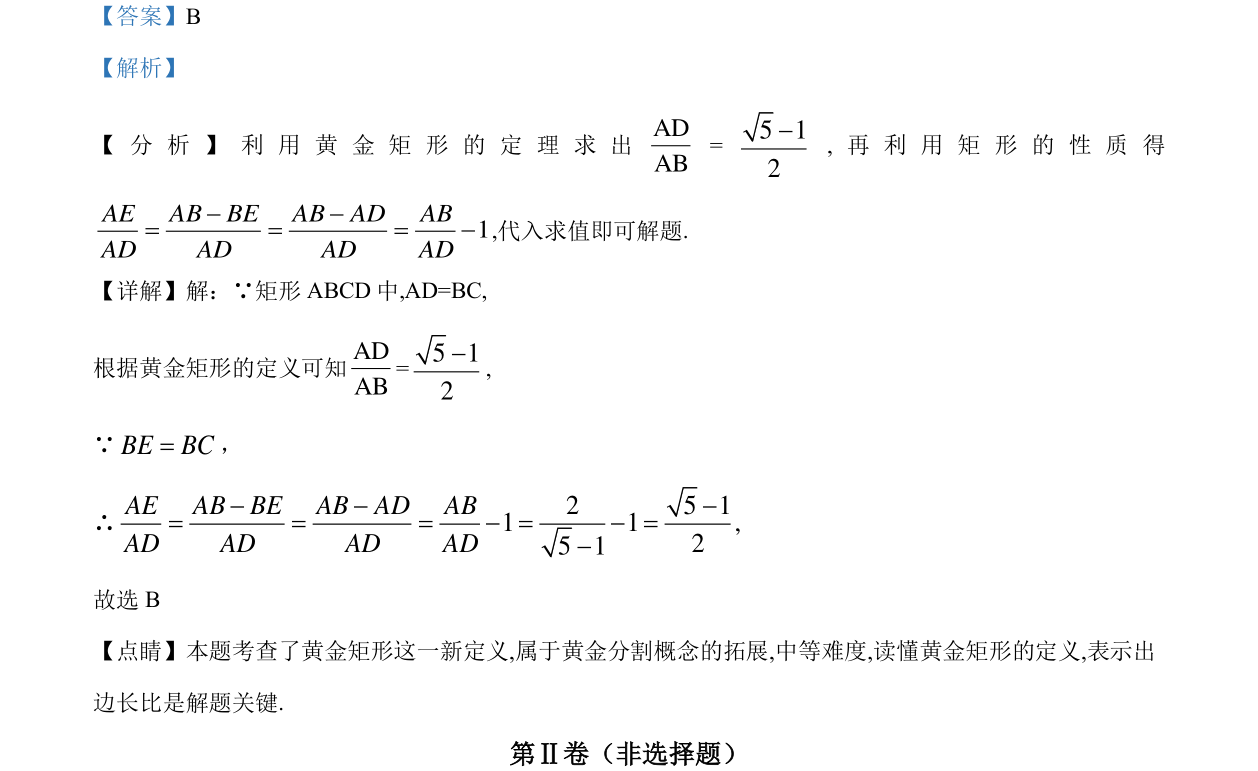 【答案】B
【解析】
【分析】利用黄金矩形的定理求出 AD/AB = (√5−1)/2 ,再利用矩形的性质得
AE/AD = (AB−BE)/AD = (AB−AD)/AD = AB/AD −1,代入求值即可解题.
【详解】解：∵矩形 ABCD 中,AD=BC,
根据黄金矩形的定义可知 AD/AB = (√5−1)/2 ,
∵ BE = BC ，
∴ AE/AD = (AB−BE)/AD = (AB−AD)/AD = AB/AD −1 = 2/(√5−1) −1 = (√5−1)/2 ,
故选 B
【点睛】本题考查了黄金矩形这一新定义,属于黄金分割概念的拓展,中等难度,读懂黄金矩形的定义,表示出
边长比是解题关键.
第Ⅱ卷（非选择题）